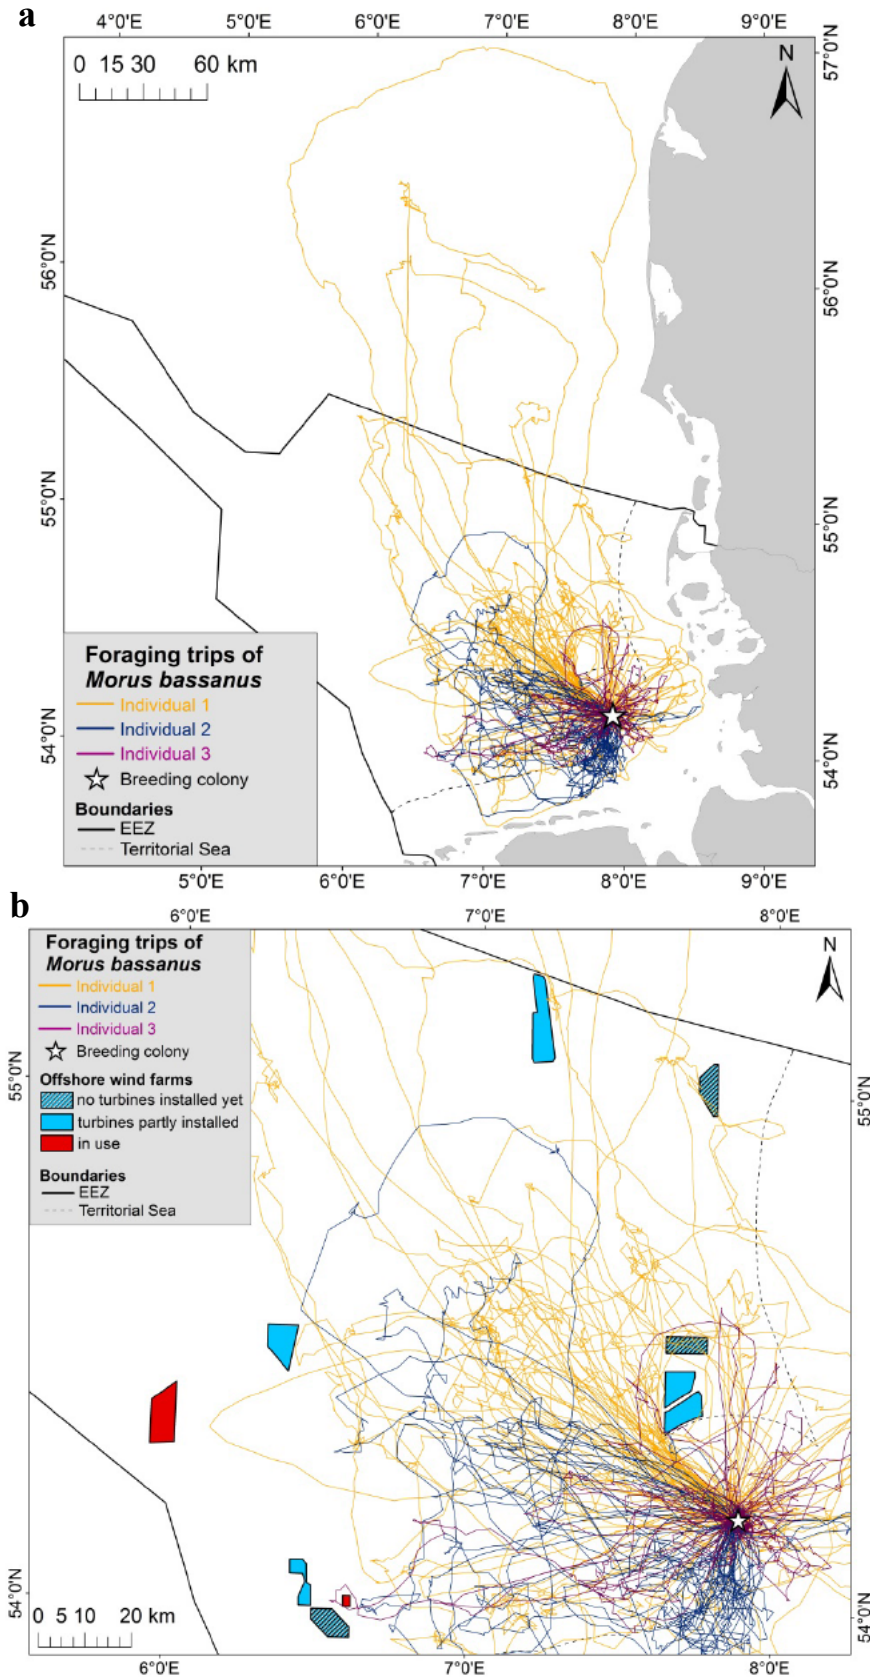 a
4°0'E 5°0'E 6°0'E 7°0'E 8°0'E 9°0'E
0 15 30 60 km
N
57°0'N
56°0'N
56°0'N
55°0'N
55°0'N
54°0'N
54°0'N
Foraging trips of
Morus bassanus
Individual 1
Individual 2
Individual 3
Breeding colony
Boundaries
EEZ
Territorial Sea
5°0'E 6°0'E 7°0'E 8°0'E 9°0'E
b
6°0'E 7°0'E 8°0'E
Foraging trips of
Morus bassanus
Individual 1
Individual 2
Individual 3
Breeding colony
Offshore wind farms
no turbines installed yet
turbines partly installed
in use
Boundaries
EEZ
Territorial Sea
N
55°0'N
55°0'N
54°0'N
54°0'N
0 5 10 20 km
6°0'E 7°0'E 8°0'E